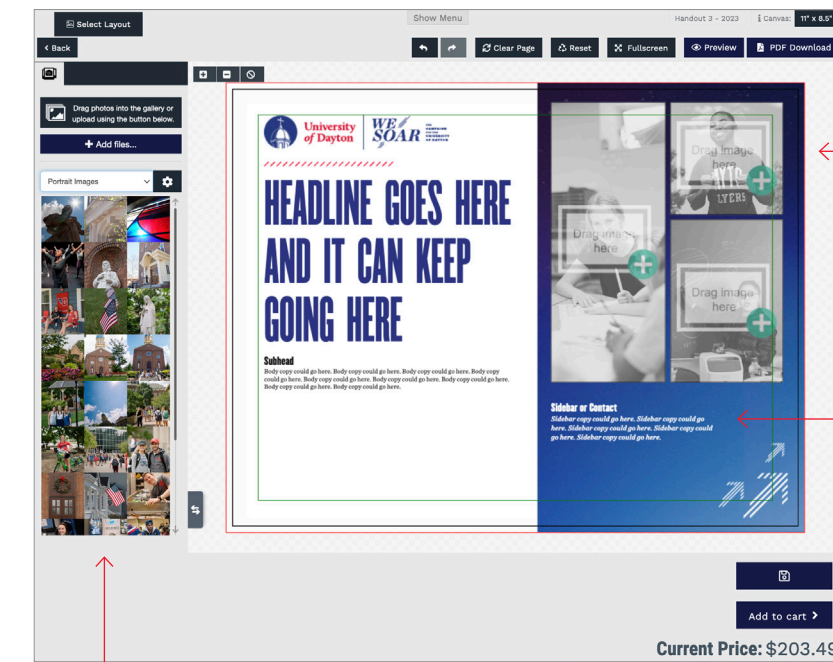 Select Layout
Show Menu
Handout 3 - 2023
Canvas: 11" x 8.5"
Back
Clear Page
Reset
Fullscreen
Preview
PDF Download
Drag photos into the gallery or
upload using the button below.
+ Add files...
Portrait Images
University
of Dayton
WE
SOAR
HEADLINE GOES HERE
AND IT CAN KEEP
GOING HERE
Subhead
Body copy could go here. Body copy could go here. Body copy could go here. Body copy
could go here. Body copy could go here. Body copy could go here. Body copy could go here.
Body copy could go here. Body copy could go here.
Drag image
here
Drag image
here
LYERS
Drag image
here
Sidebar or Contact
Sidebar copy could go here. Sidebar copy could go
here. Sidebar copy could go here. Sidebar copy could
go here. Sidebar copy could go here.
Add to cart
Current Price: $203.49